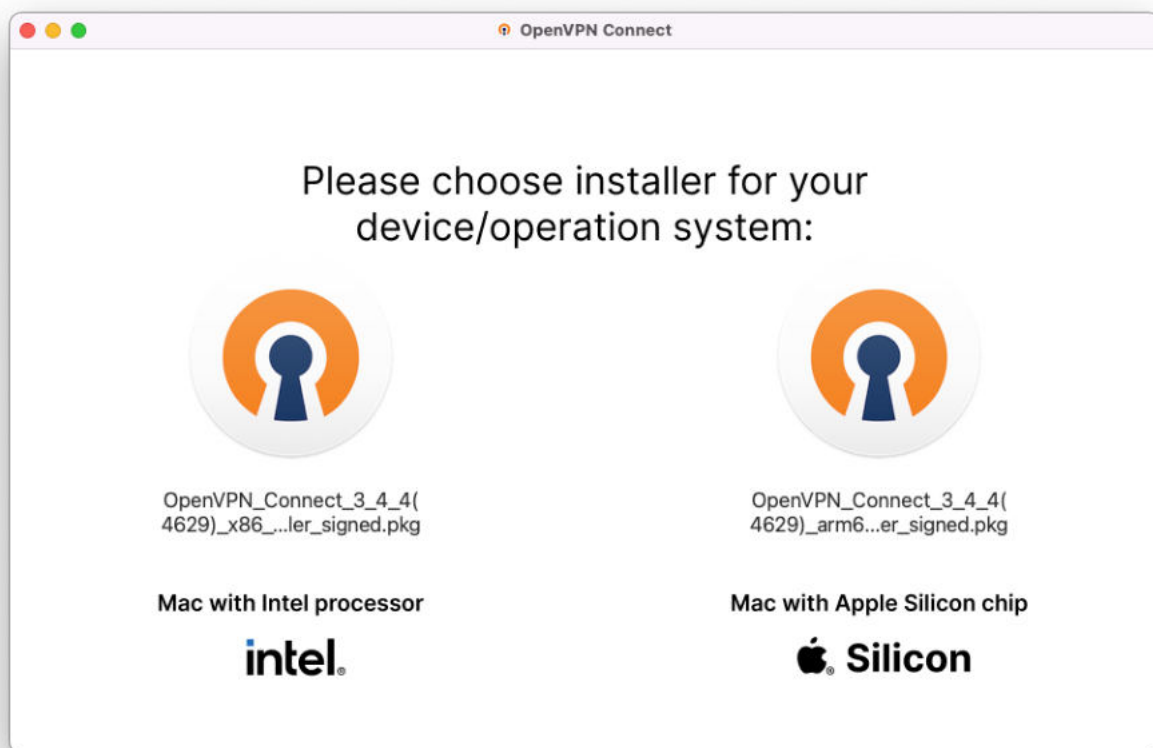 OpenVPN Connect
Please choose installer for your
device/operation system:
OpenVPN_Connect_3_4_4(
4629)_x86_...ler_signed.pkg
OpenVPN_Connect_3_4_4(
4629)_arm6...er_signed.pkg
Mac with Intel processor
intel®
Mac with Apple Silicon chip
® Silicon